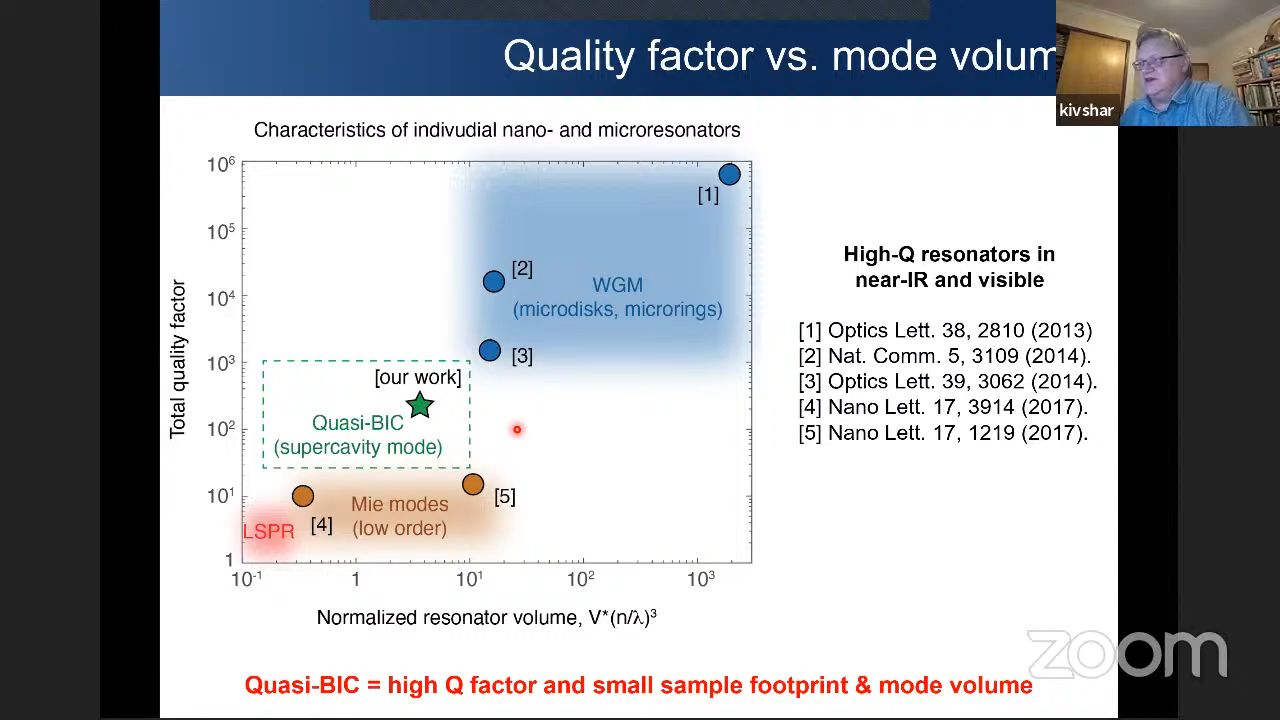 Quality factor vs. mode volum
kivshar
Characteristics of indivudial nano- and microresonators
Total quality factor
10⁶
10⁵
10⁴
10³
10²
10¹
1
[1]
[2]
WGM
(microdisks, microrings)
[3]
[our work]
Quasi-BIC
(supercavity mode)
[5]
Mie modes
(low order)
[4]
LSPR
10⁻¹
1
10¹
10²
10³
Normalized resonator volume, V*(n/λ)³
High-Q resonators in
near-IR and visible
[1] Optics Lett. 38, 2810 (2013)
[2] Nat. Comm. 5, 3109 (2014).
[3] Optics Lett. 39, 3062 (2014).
[4] Nano Lett. 17, 3914 (2017).
[5] Nano Lett. 17, 1219 (2017).
zoom
Quasi-BIC = high Q factor and small sample footprint & mode volume